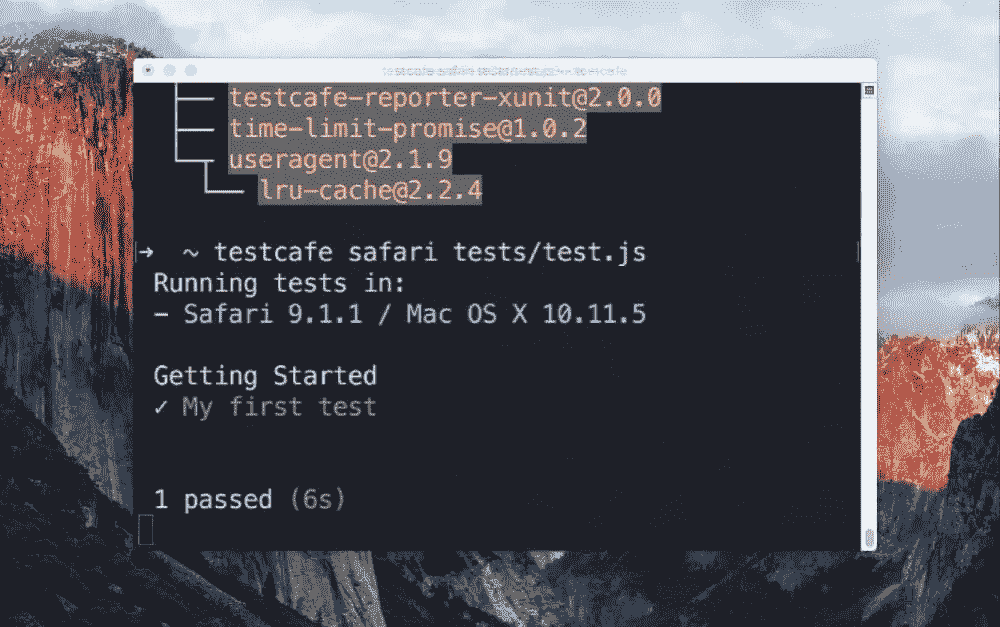 testcafe-reporter-xunit@2.0.0
time-limit-promise@1.0.2
useragent@2.1.9
lru-cache@2.2.4
➜ ~ testcafe safari tests/test.js
Running tests in:
- Safari 9.1.1 / Mac OS X 10.11.5
Getting Started
✓ My first test
1 passed (6s)